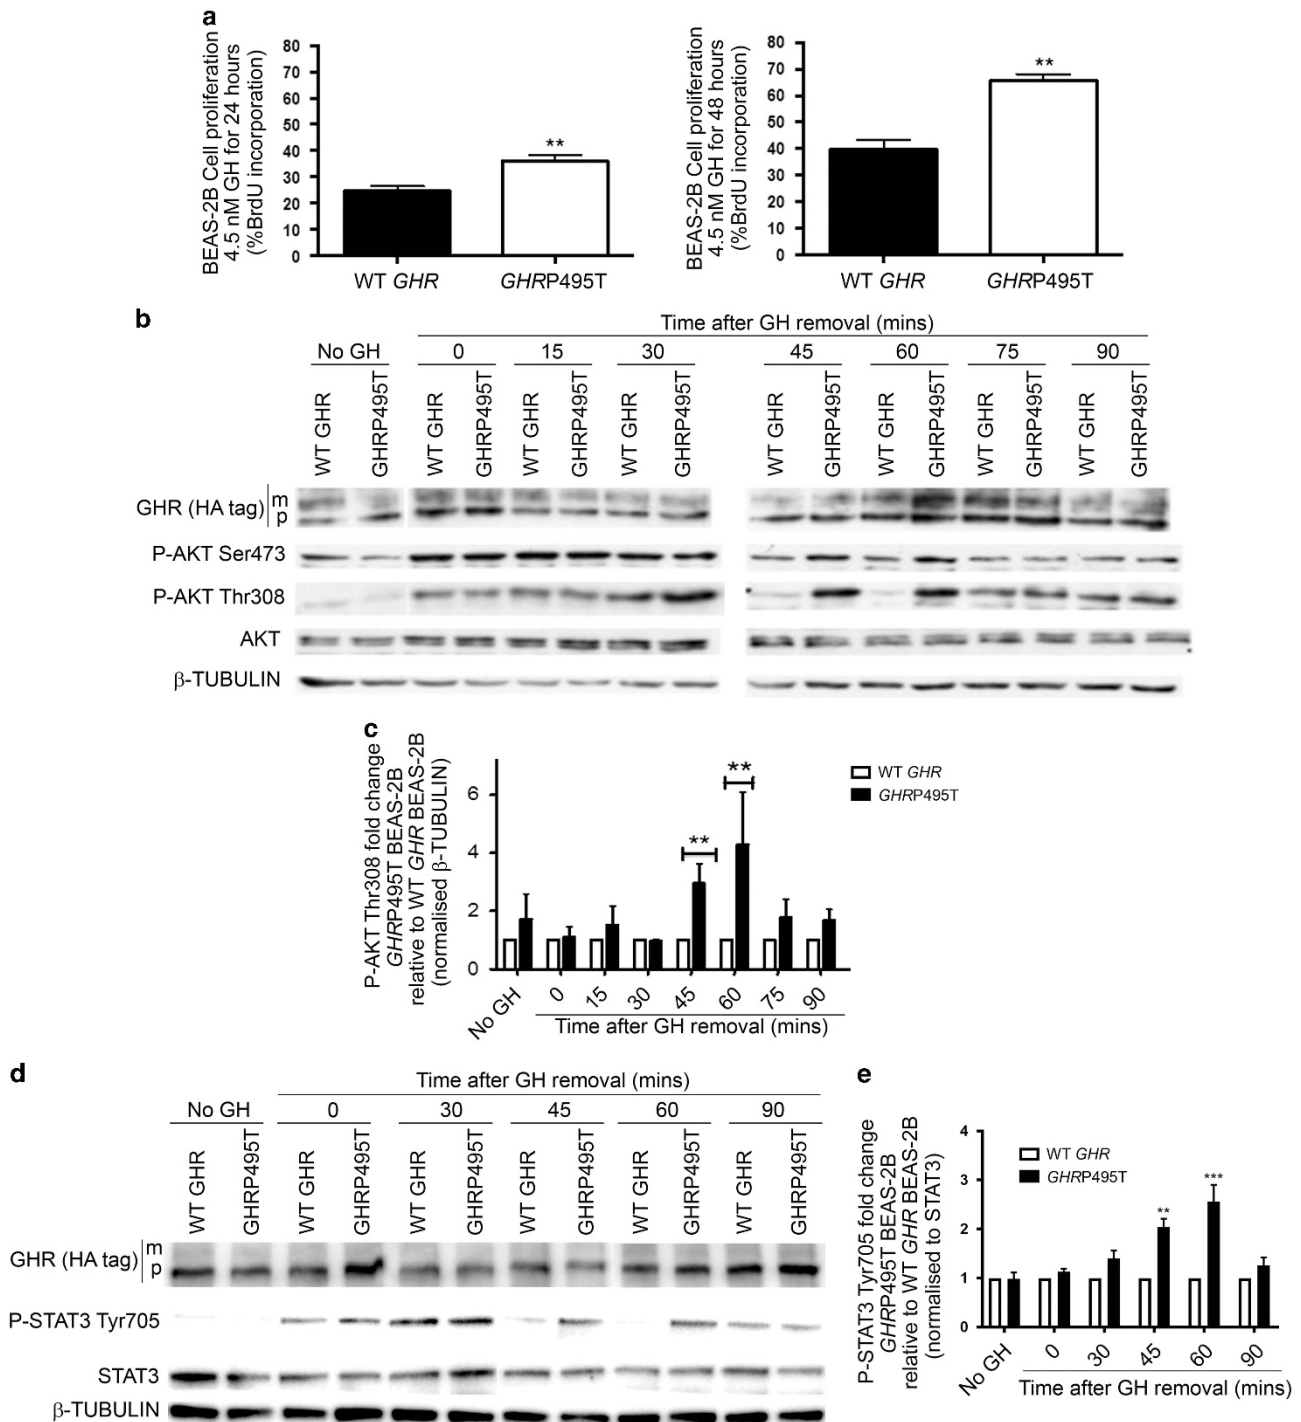 a
BEAS-2B Cell proliferation
4.5 nM GH for 24 hours
(%BrdU incorporation)
80
70
60
50
40
30
20
10
0
**
WT GHR
GHRP495T
BEAS-2B Cell proliferation
4.5 nM GH for 48 hours
(%BrdU incorporation)
80
70
60
50
40
30
20
10
0
**
WT GHR
GHRP495T
b
Time after GH removal (mins)
No GH 0 15 30 45 60 75 90
WT GHR GHRP495T WT GHR GHRP495T WT GHR GHRP495T WT GHR GHRP495T WT GHR GHRP495T WT GHR GHRP495T WT GHR GHRP495T WT GHR GHRP495T
GHR (HA tag) m
p
P-AKT Ser473
P-AKT Thr308
AKT
β-TUBULIN
c
P-AKT Thr308 fold change
GHRP495T BEAS-2B
relative to WT GHR BEAS-2B
(normalised β-TUBULIN)
6
4
2
0
**
**
WT GHR
GHRP495T
No GH 0 15 30 45 60 75 90
Time after GH removal (mins)
d
Time after GH removal (mins)
No GH 0 30 45 60 90
WT GHR GHRP495T WT GHR GHRP495T WT GHR GHRP495T WT GHR GHRP495T WT GHR GHRP495T WT GHR GHRP495T
GHR (HA tag) m
p
P-STAT3 Tyr705
STAT3
β-TUBULIN
e
P-STAT3 Tyr705 fold change
GHRP495T BEAS-2B
relative to WT GHR BEAS-2B
(normalised to STAT3)
4
3
2
1
0
WT GHR
GHRP495T
**
***
No GH 0 30 45 60 90
Time after GH removal (mins)